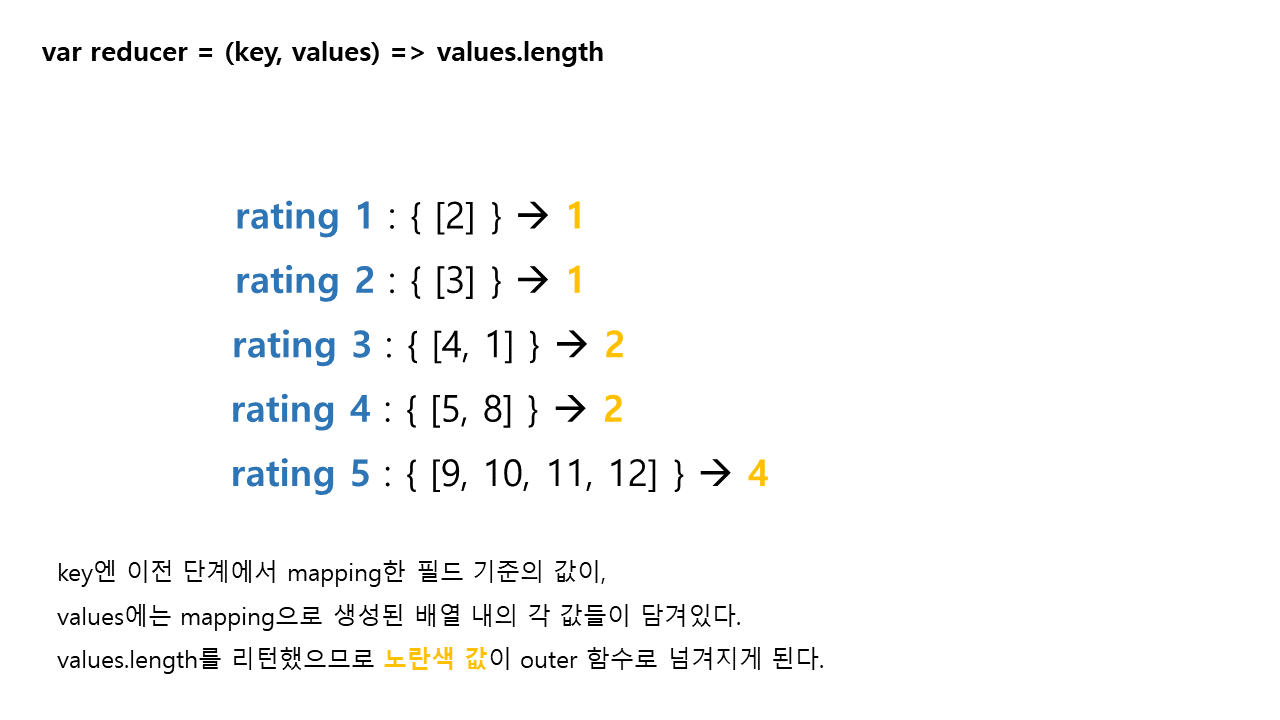 var reducer = (key, values) => values.length
rating 1 : { [2] } → 1
rating 2 : { [3] } → 1
rating 3 : { [4, 1] } → 2
rating 4 : { [5, 8] } → 2
rating 5 : { [9, 10, 11, 12] } → 4
key엔 이전 단계에서 mapping한 필드 기준의 값이,
values에는 mapping으로 생성된 배열 내의 각 값들이 담겨있다.
values.length를 리턴했으므로 노란색 값이 outer 함수로 넘겨지게 된다.